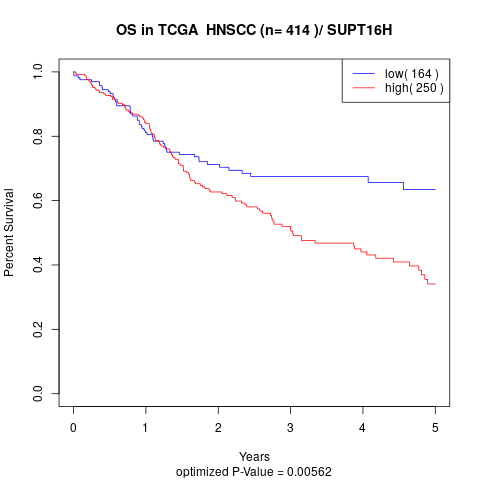 OS in TCGA  HNSCC (n= 414 )/ SUPT16H
low( 164 )
high( 250 )
Percent Survival
1.0
0.8
0.6
0.4
0.2
0.0
0 1 2 3 4 5
Years
optimized P-Value = 0.00562